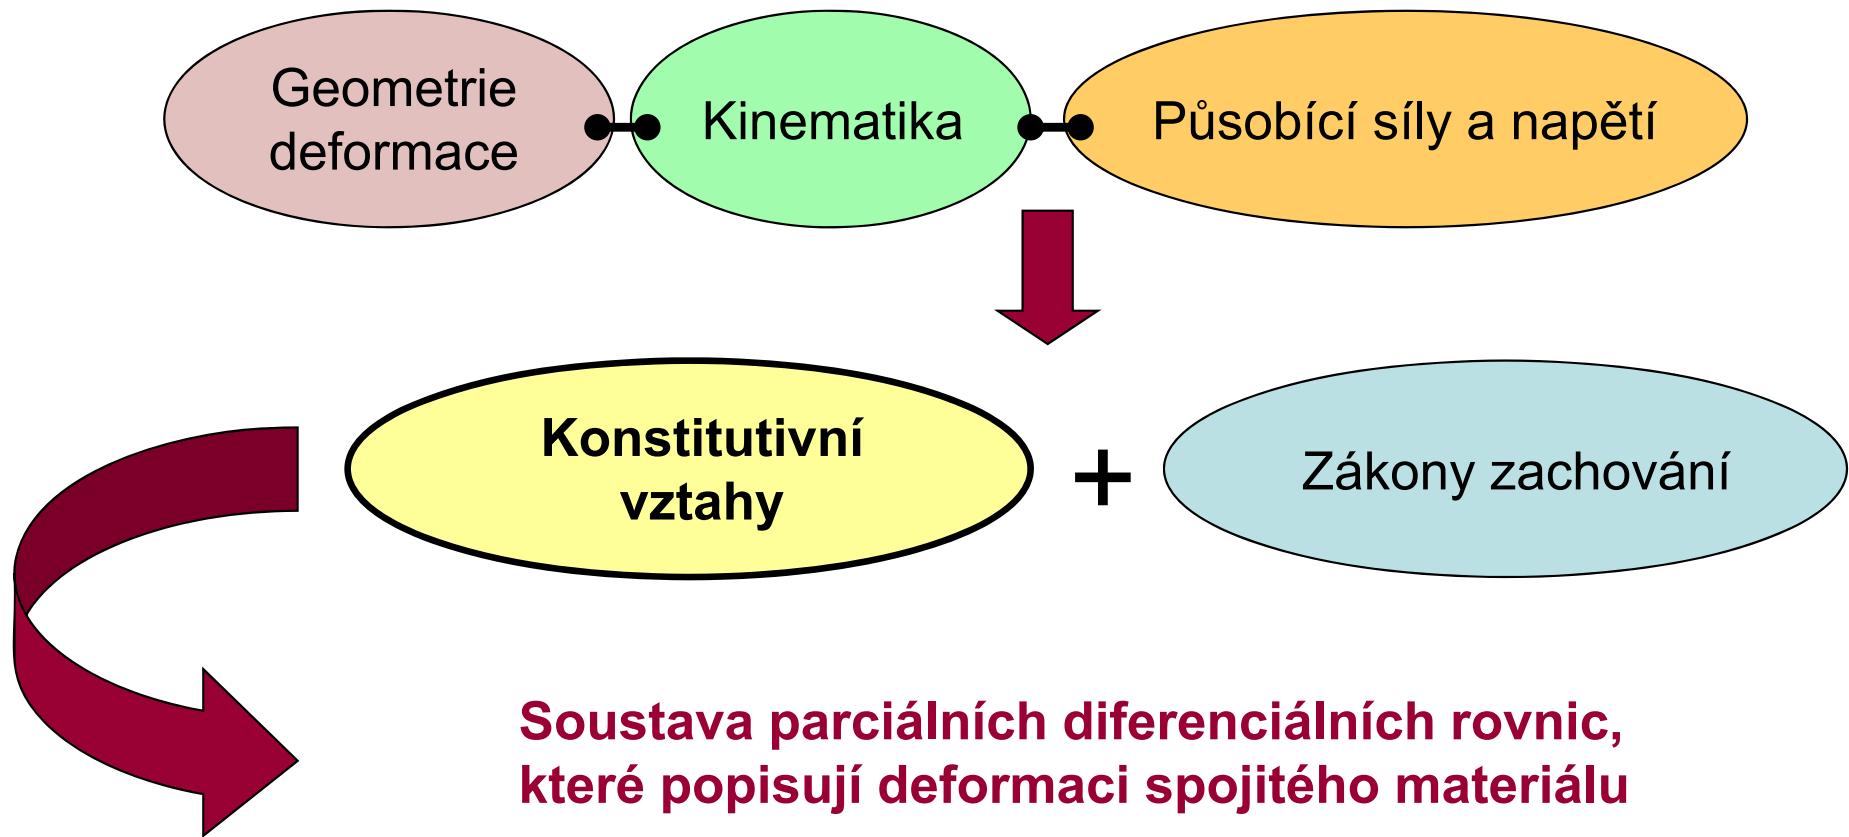 Geometrie
deformace
Kinematika
Působící síly a napětí
Konstitutivní
vztahy
+
Zákony zachování
Soustava parciálních diferenciálních rovnic,
které popisují deformaci spojitého materiálu